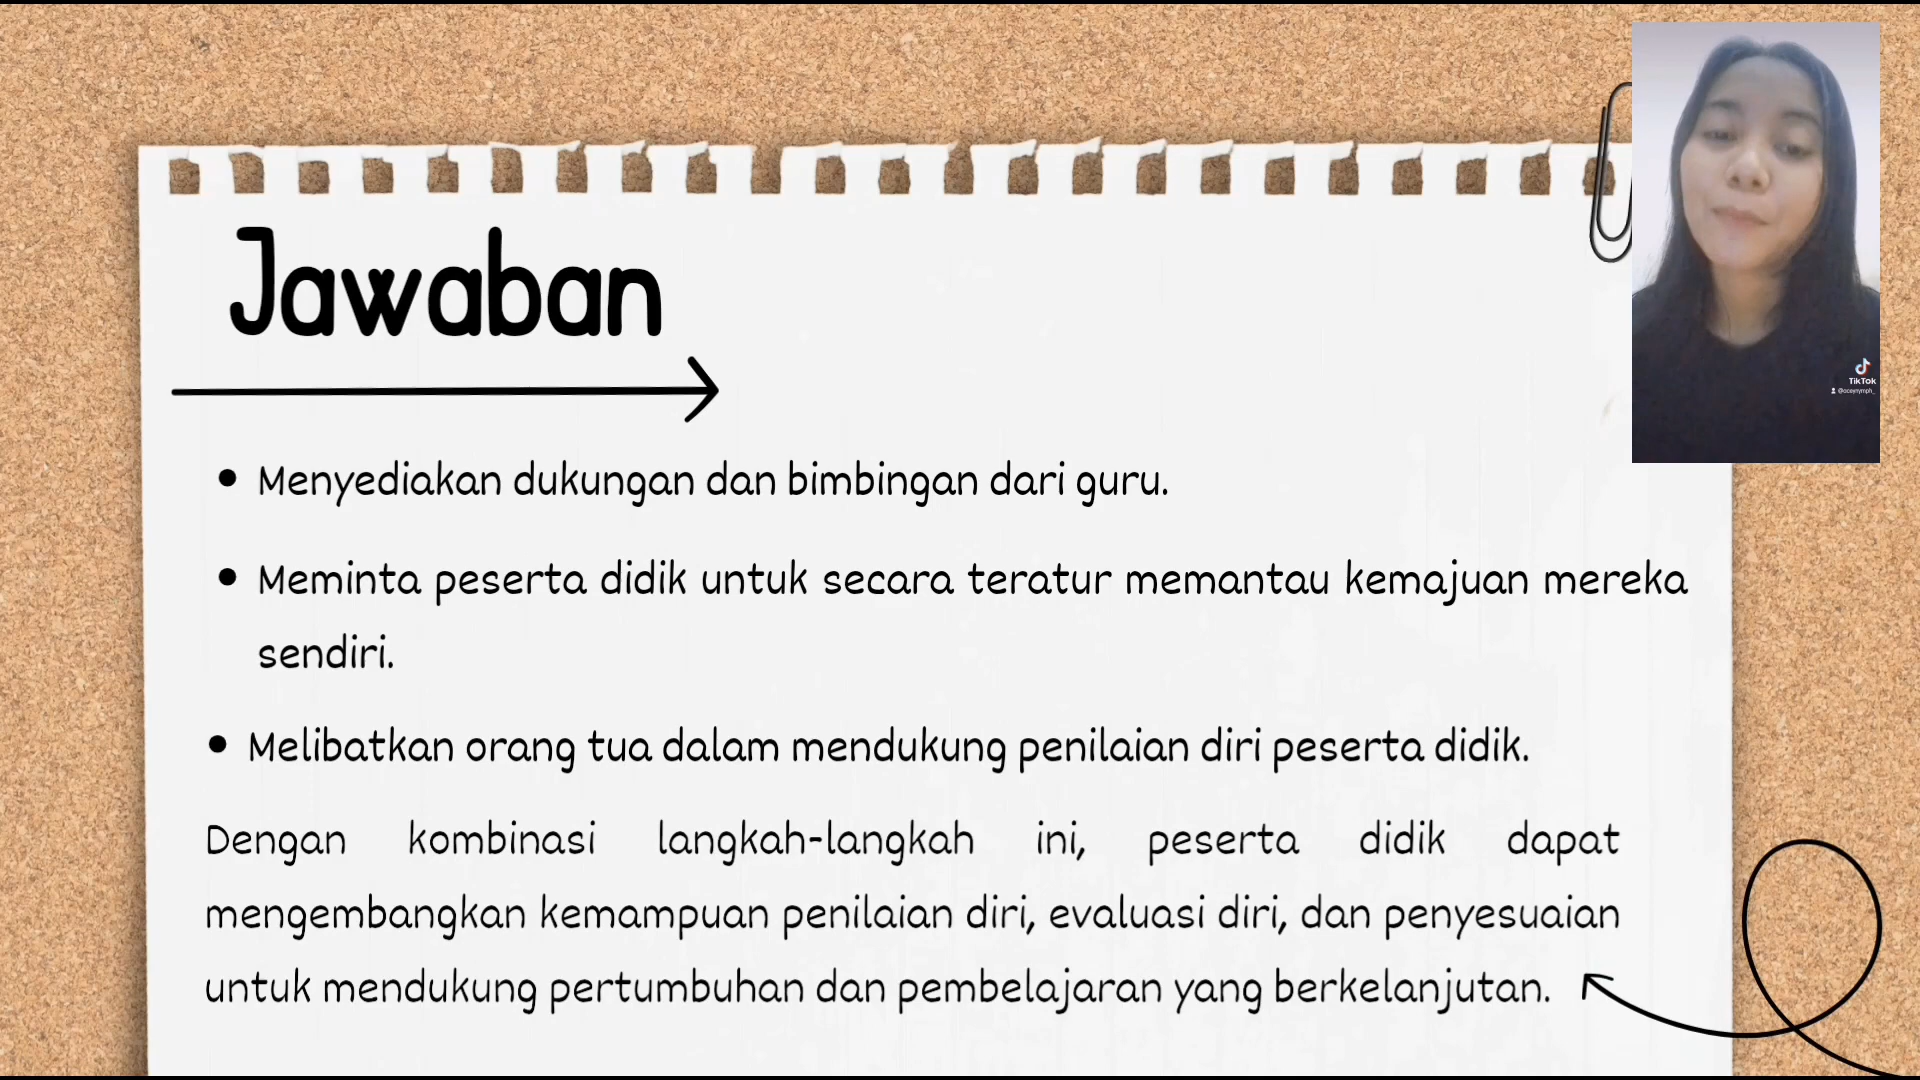 Jawaban
• Menyediakan dukungan dan bimbingan dari guru.
• Meminta peserta didik untuk secara teratur memantau kemajuan mereka
sendiri.
• Melibatkan orang tua dalam mendukung penilaian diri peserta didik.
Dengan kombinasi langkah-langkah ini, peserta didik dapat
mengembangkan kemampuan penilaian diri, evaluasi diri, dan penyesuaian
untuk mendukung pertumbuhan dan pembelajaran yang berkelanjutan.
TikTok